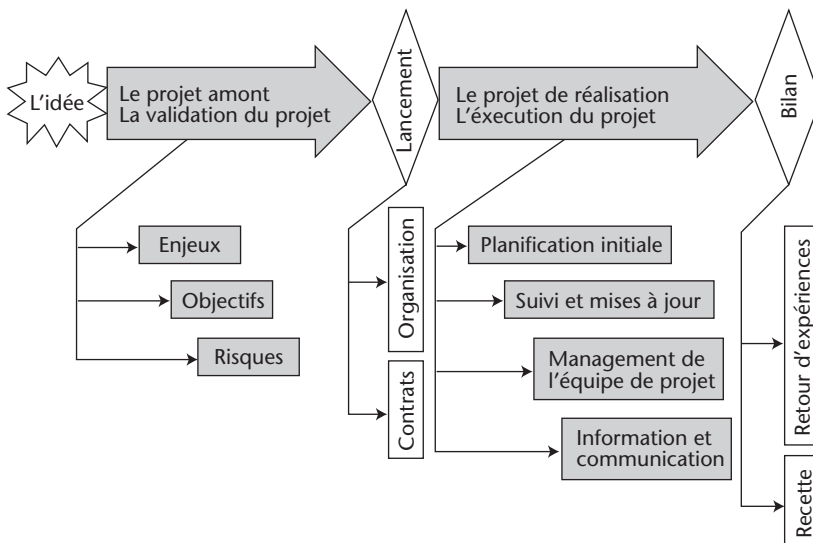 L'idée
Le projet amont
La validation du projet
Lancement
Le projet de réalisation
L'éxecution du projet
Bilan
Enjeux
Objectifs
Risques
Organisation
Contrats
Planification initiale
Suivi et mises à jour
Management de
l'équipe de projet
Information et
communication
Retour d'expériences
Recette